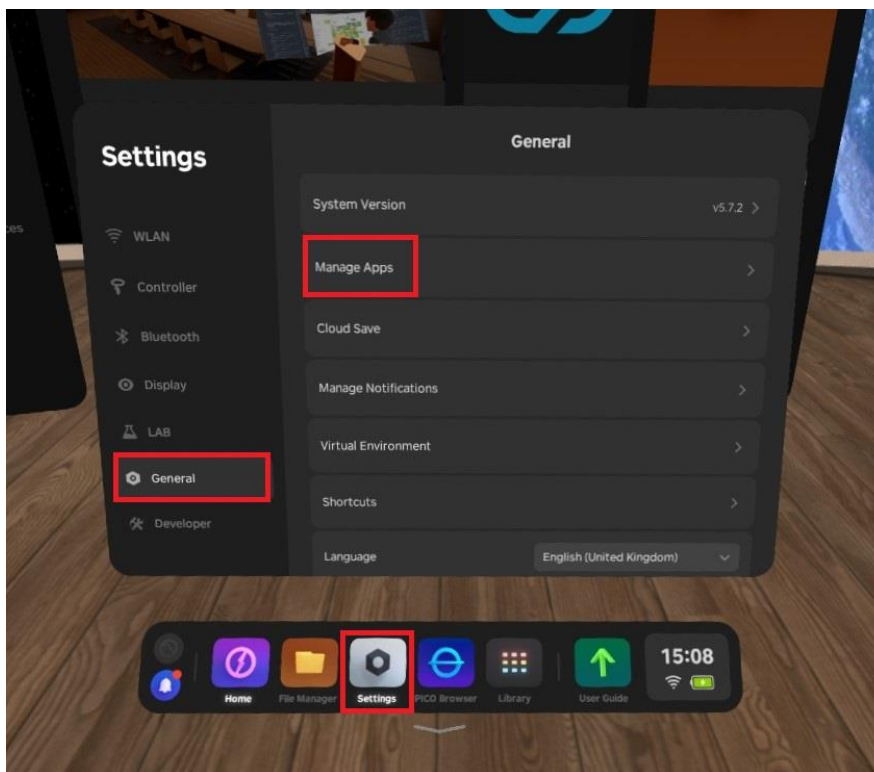 Settings
WLAN
Controller
Bluetooth
Display
LAB
General
Developer
General
System Version
v5.7.2
Manage Apps
Cloud Save
Manage Notifications
Virtual Environment
Shortcuts
Language
English (United Kingdom)
Home
File Manager
Settings
PICO Browser
Library
User Guide
15:08